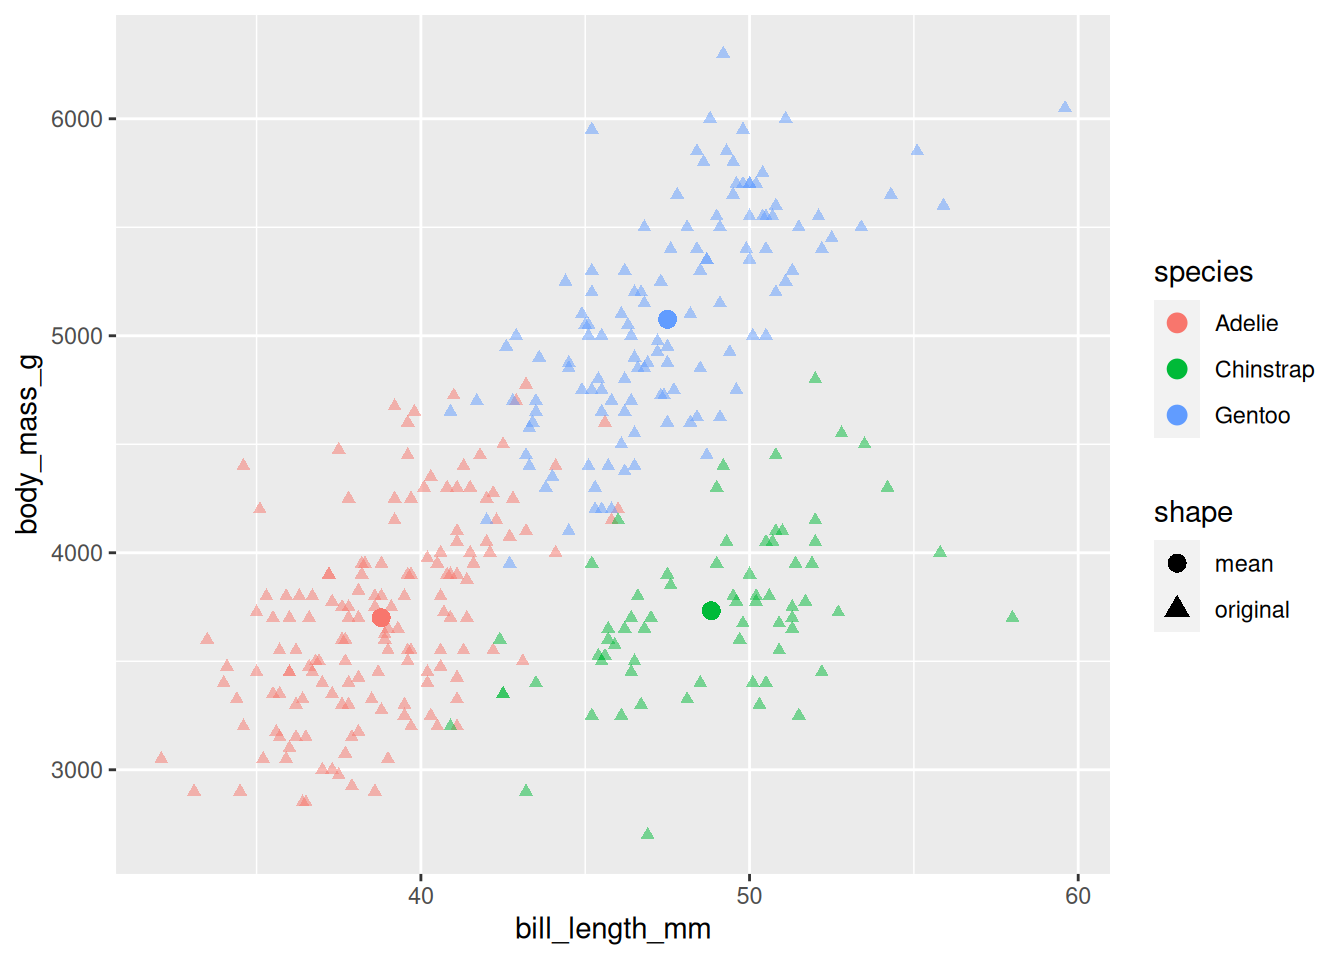 6000
5000
4000
3000
body_mass_g
40
50
60
bill_length_mm
species
Adelie
Chinstrap
Gentoo
shape
mean
original